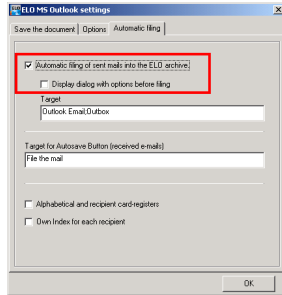 ELO MS Outlook settings
Save the document Options Automatic filing
Automatic filing of sent mails into the ELO archive.
Display dialog with options before filing
Target
Outlook Email;Outbox
Target for Autosave Button (received e-mails)
File the mail
Alphabetical and recipient card-registers
Own Index for each recipient
OK